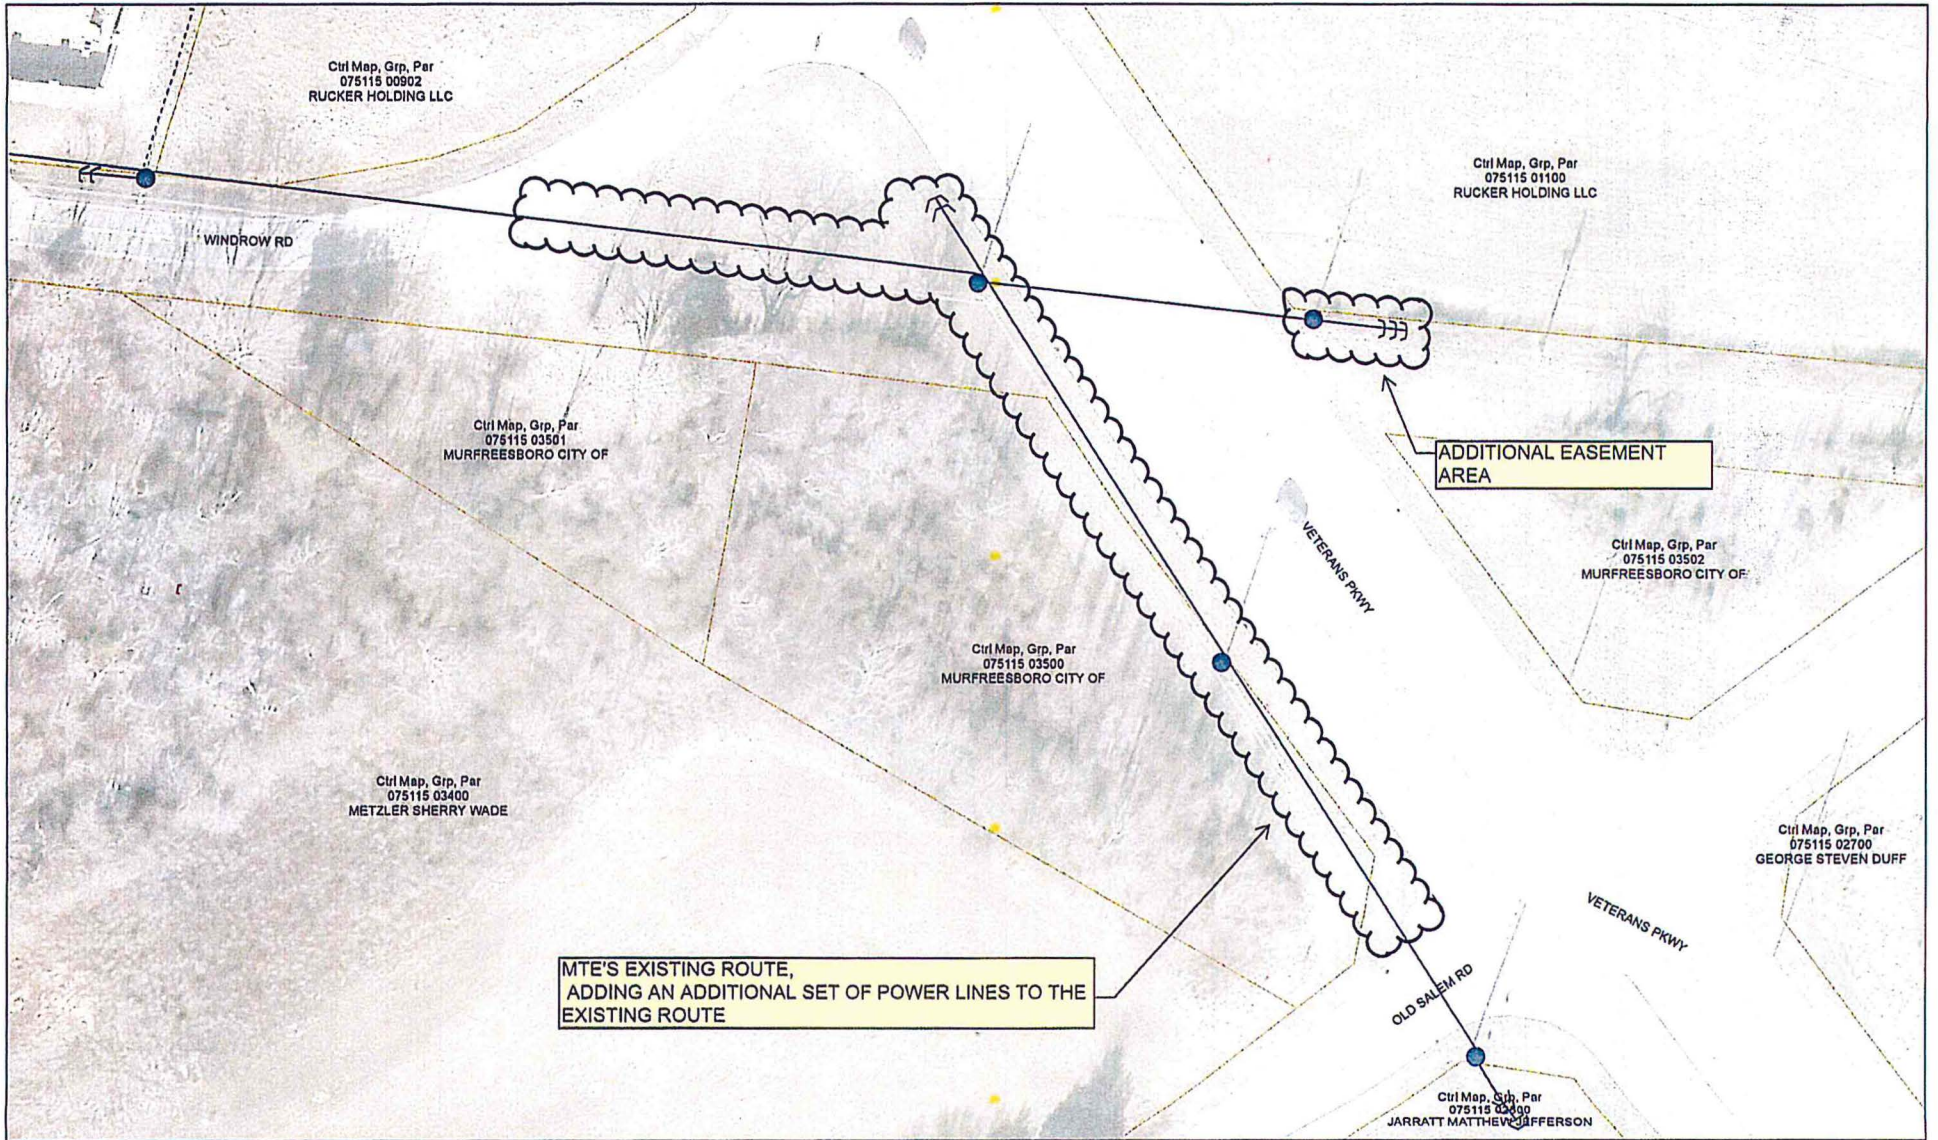 Ctrl Map, Grp, Par
075115 00902
RUCKER HOLDING LLC
Ctrl Map, Grp, Par
075115 01100
RUCKER HOLDING LLC
WINDROW RD
Ctrl Map, Grp, Par
075115 03501
MURFREESBORO CITY OF
ADDITIONAL EASEMENT
AREA
VETERANS PKWY
Ctrl Map, Grp, Par
075115 03502
MURFREESBORO CITY OF
Ctrl Map, Grp, Par
075115 03500
MURFREESBORO CITY OF
Ctrl Map, Grp, Par
075115 03400
METZLER SHERRY WADE
Ctrl Map, Grp, Par
075115 02700
GEORGE STEVEN DUFF
VETERANS PKWY
MTE'S EXISTING ROUTE,
ADDING AN ADDITIONAL SET OF POWER LINES TO THE
EXISTING ROUTE
OLD SALEM RD
Ctrl Map, Grp, Par
075115
JARRATT MATTHEW JEFFERSON